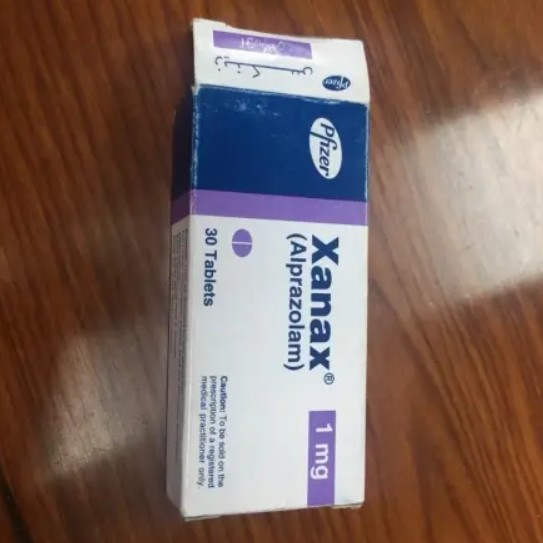 Pfizer
Pfizer
Xanax®
(Alprazolam)
1 mg
30 Tablets
Caution: To be sold on the
prescription of a registered
medical practitioner only.